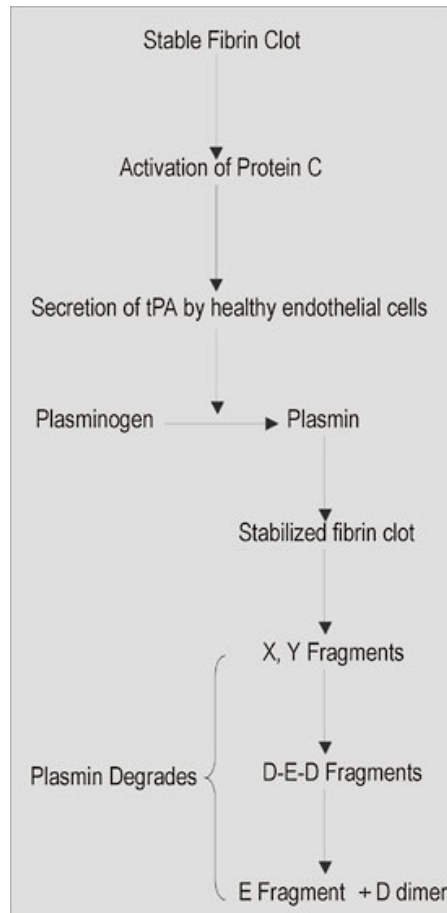 Stable Fibrin Clot
Activation of Protein C
Secretion of tPA by healthy endothelial cells
Plasminogen
Plasmin
Stabilized fibrin clot
X, Y Fragments
Plasmin Degrades
D-E-D Fragments
E Fragment + D dimer